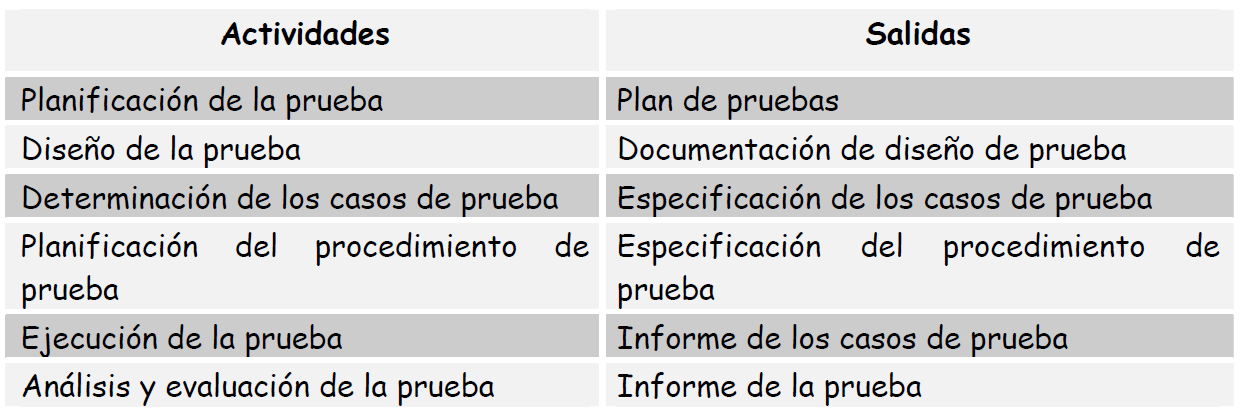 Actividades Salidas
Planificación de la prueba Plan de pruebas
Diseño de la prueba Documentación de diseño de prueba
Determinación de los casos de prueba Especificación de los casos de prueba
Planificación del procedimiento de Especificación del procedimiento de
prueba prueba
Ejecución de la prueba Informe de los casos de prueba
Análisis y evaluación de la prueba Informe de la prueba